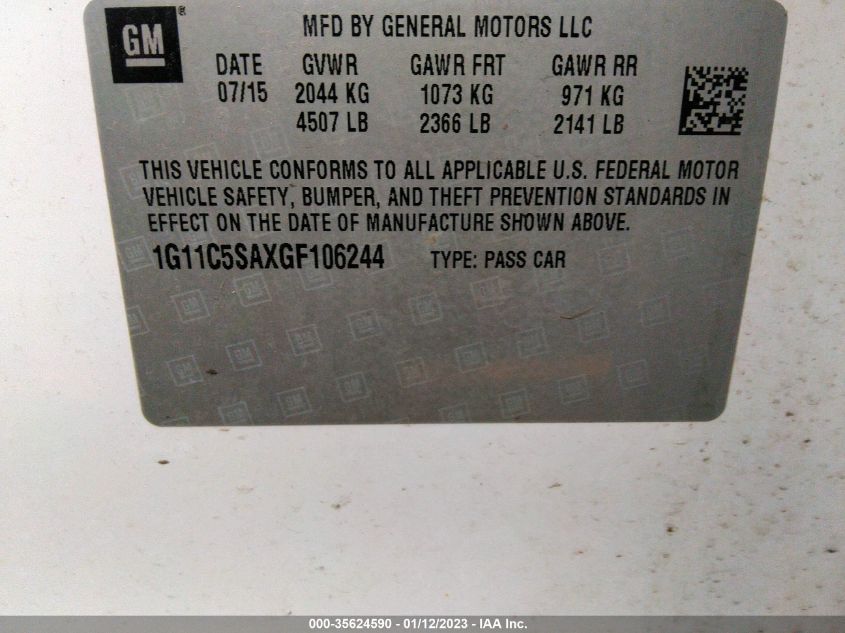 GM®
MFD BY GENERAL MOTORS LLC
DATE GVWR GAWR FRT GAWR RR
07/15 2044 KG 1073 KG 971 KG
4507 LB 2366 LB 2141 LB
THIS VEHICLE CONFORMS TO ALL APPLICABLE U.S. FEDERAL MOTOR
VEHICLE SAFETY, BUMPER, AND THEFT PREVENTION STANDARDS IN
EFFECT ON THE DATE OF MANUFACTURE SHOWN ABOVE.
1G11C5SAXGF106244 TYPE: PASS CAR
000-35624590 - 01/12/2023 - IAA Inc.